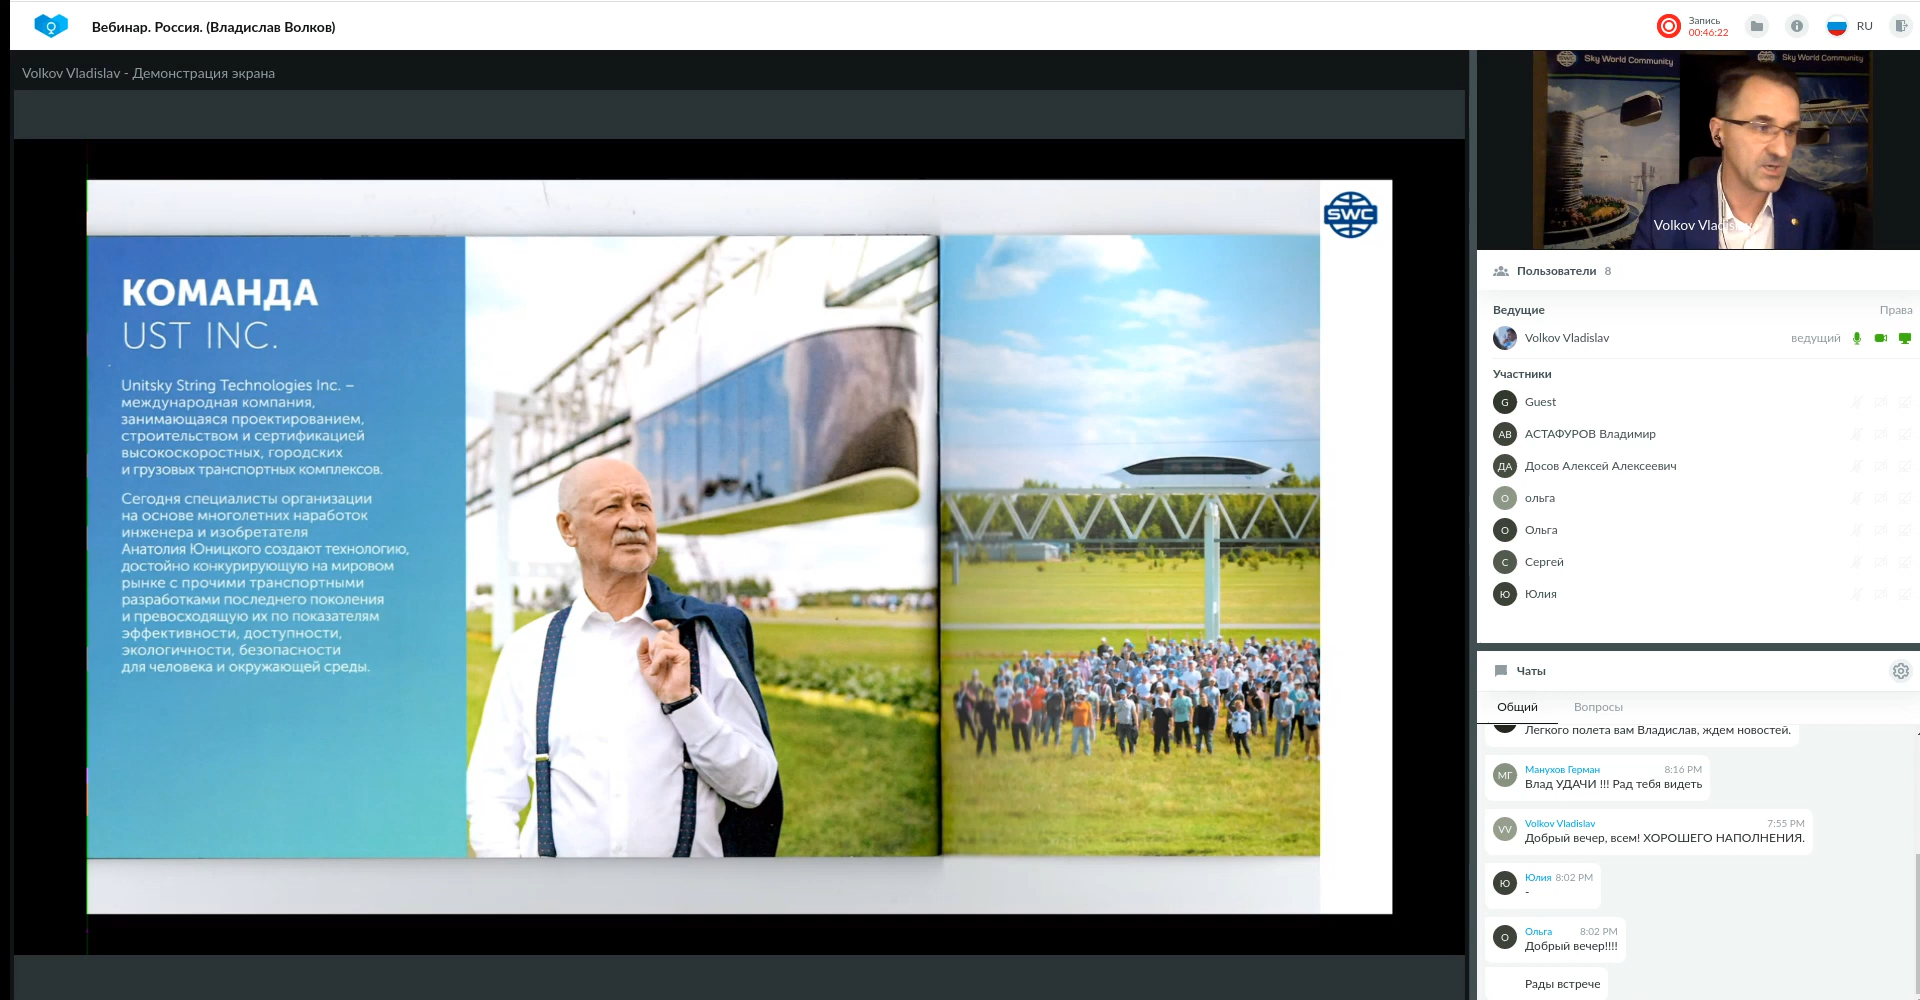 Вебинар. Россия. (Владислав Волков)
Запись
00:46:22
RU
Volkov Vladislav - Демонстрация экрана
SWC
КОМАНДА
UST INC.
Unitsky String Technologies Inc. –
международная компания,
занимающаяся проектированием,
строительством и сертификацией
высокоскоростных, городских
и грузовых транспортных комплексов.
Сегодня специалисты организации
на основе многолетних наработок
инженера и изобретателя
Анатолия Юницкого создают технологию,
достойно конкурирующую на мировом
рынке с прочими транспортными
разработками последнего поколения
и превосходящую их по показателям
эффективности, доступности,
экологичности, безопасности
для человека и окружающей среды.
Sky World Community
Sky World Community
Volkov Vladislav
Пользователи 8
Ведущие Права
Volkov Vladislav ведущий
Участники
G Guest
АВ АСТАФУРОВ Владимир
ДА Досов Алексей Алексеевич
О ольга
О Ольга
С Сергей
Ю Юлия
Чаты
Общий Вопросы
Легкого полета вам Владислав, ждем новостей.
МГ Манухов Герман 8:16 PM
Влад УДАЧИ !!! Рад тебя видеть
VV Volkov Vladislav 7:55 PM
Добрый вечер, всем! ХОРОШЕГО НАПОЛНЕНИЯ.
Ю Юлия 8:02 PM
-
О Ольга 8:02 PM
Добрый вечер!!!!
Рады встрече